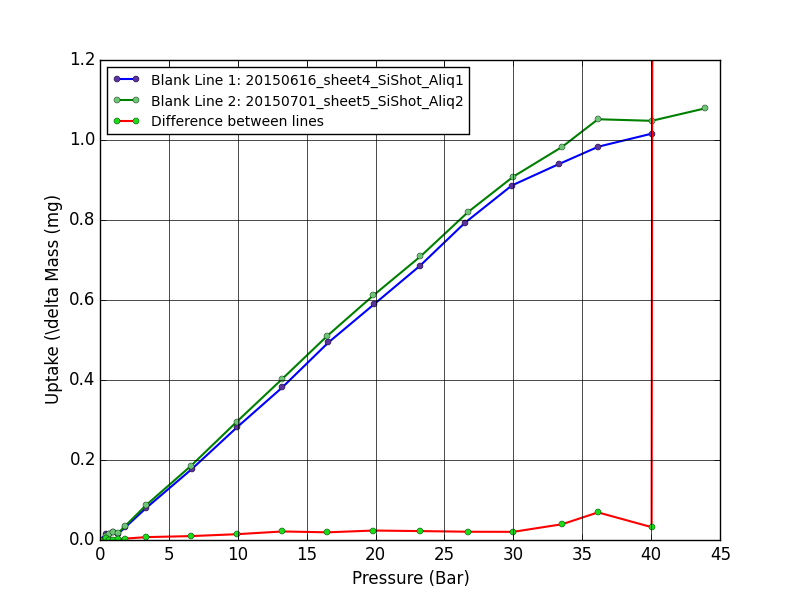 1.2
1.0
0.8
0.6
0.4
0.2
0.0
Uptake (\delta Mass (mg)
Blank Line 1: 20150616_sheet4_SiShot_Aliq1
Blank Line 2: 20150701_sheet5_SiShot_Aliq2
Difference between lines
0 5 10 15 20 25 30 35 40 45
Pressure (Bar)